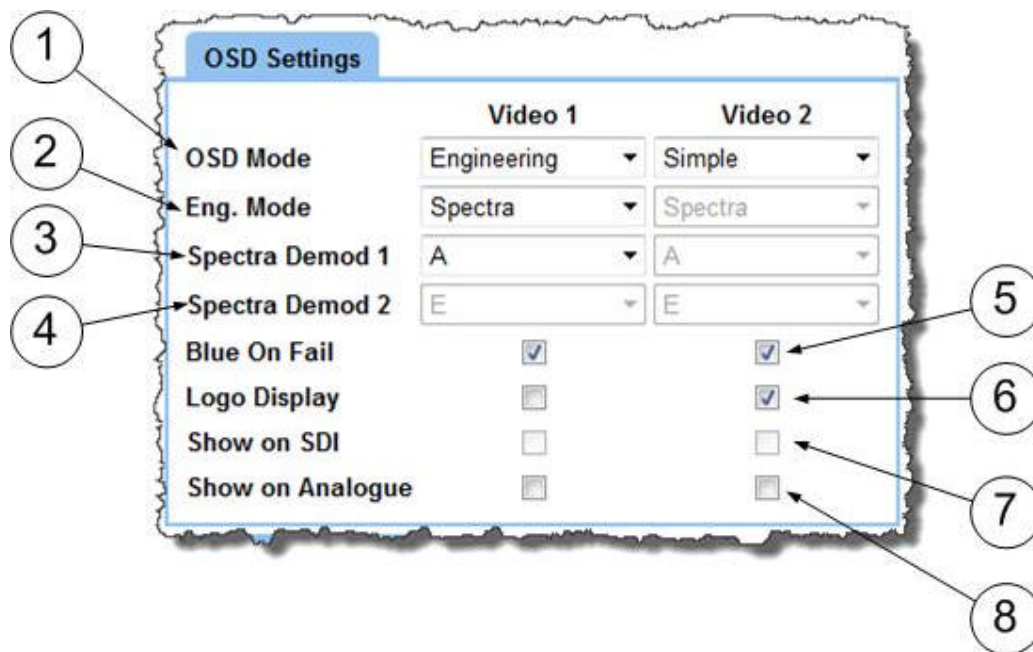 OSD Settings
Video 1 Video 2
1 OSD Mode Engineering Simple
2 Eng. Mode Spectra Spectra
3 Spectra Demod 1 A A
4 Spectra Demod 2 E E
Blue On Fail 5
Logo Display 6
Show on SDI 7
Show on Analogue 8